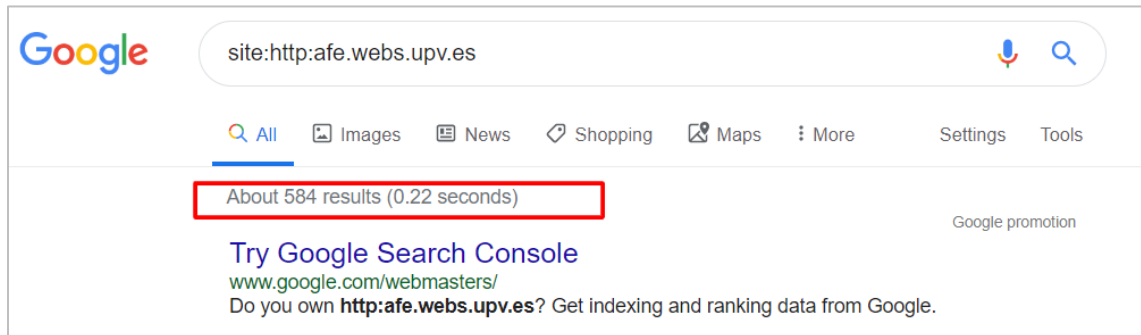 Google
site:http:afe.webs.upv.es
All Images News Shopping Maps More Settings Tools
About 584 results (0.22 seconds)
Google promotion
Try Google Search Console
www.google.com/webmasters/
Do you own http:afe.webs.upv.es? Get indexing and ranking data from Google.